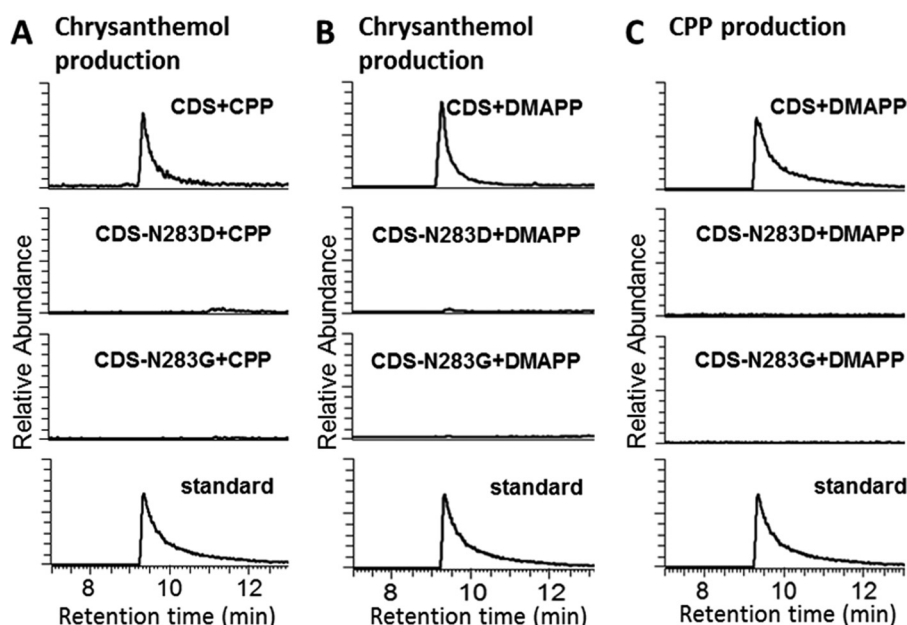 A Chrysanthemol
production
CDS+CPP
CDS-N283D+CPP
CDS-N283G+CPP
standard
Relative Abundance
8 10 12
Retention time (min)
B Chrysanthemol
production
CDS+DMAPP
CDS-N283D+DMAPP
CDS-N283G+DMAPP
standard
Relative Abundance
8 10 12
Retention time (min)
C CPP production
CDS+DMAPP
CDS-N283D+DMAPP
CDS-N283G+DMAPP
standard
Relative Abundance
8 10 12
Retention time (min)